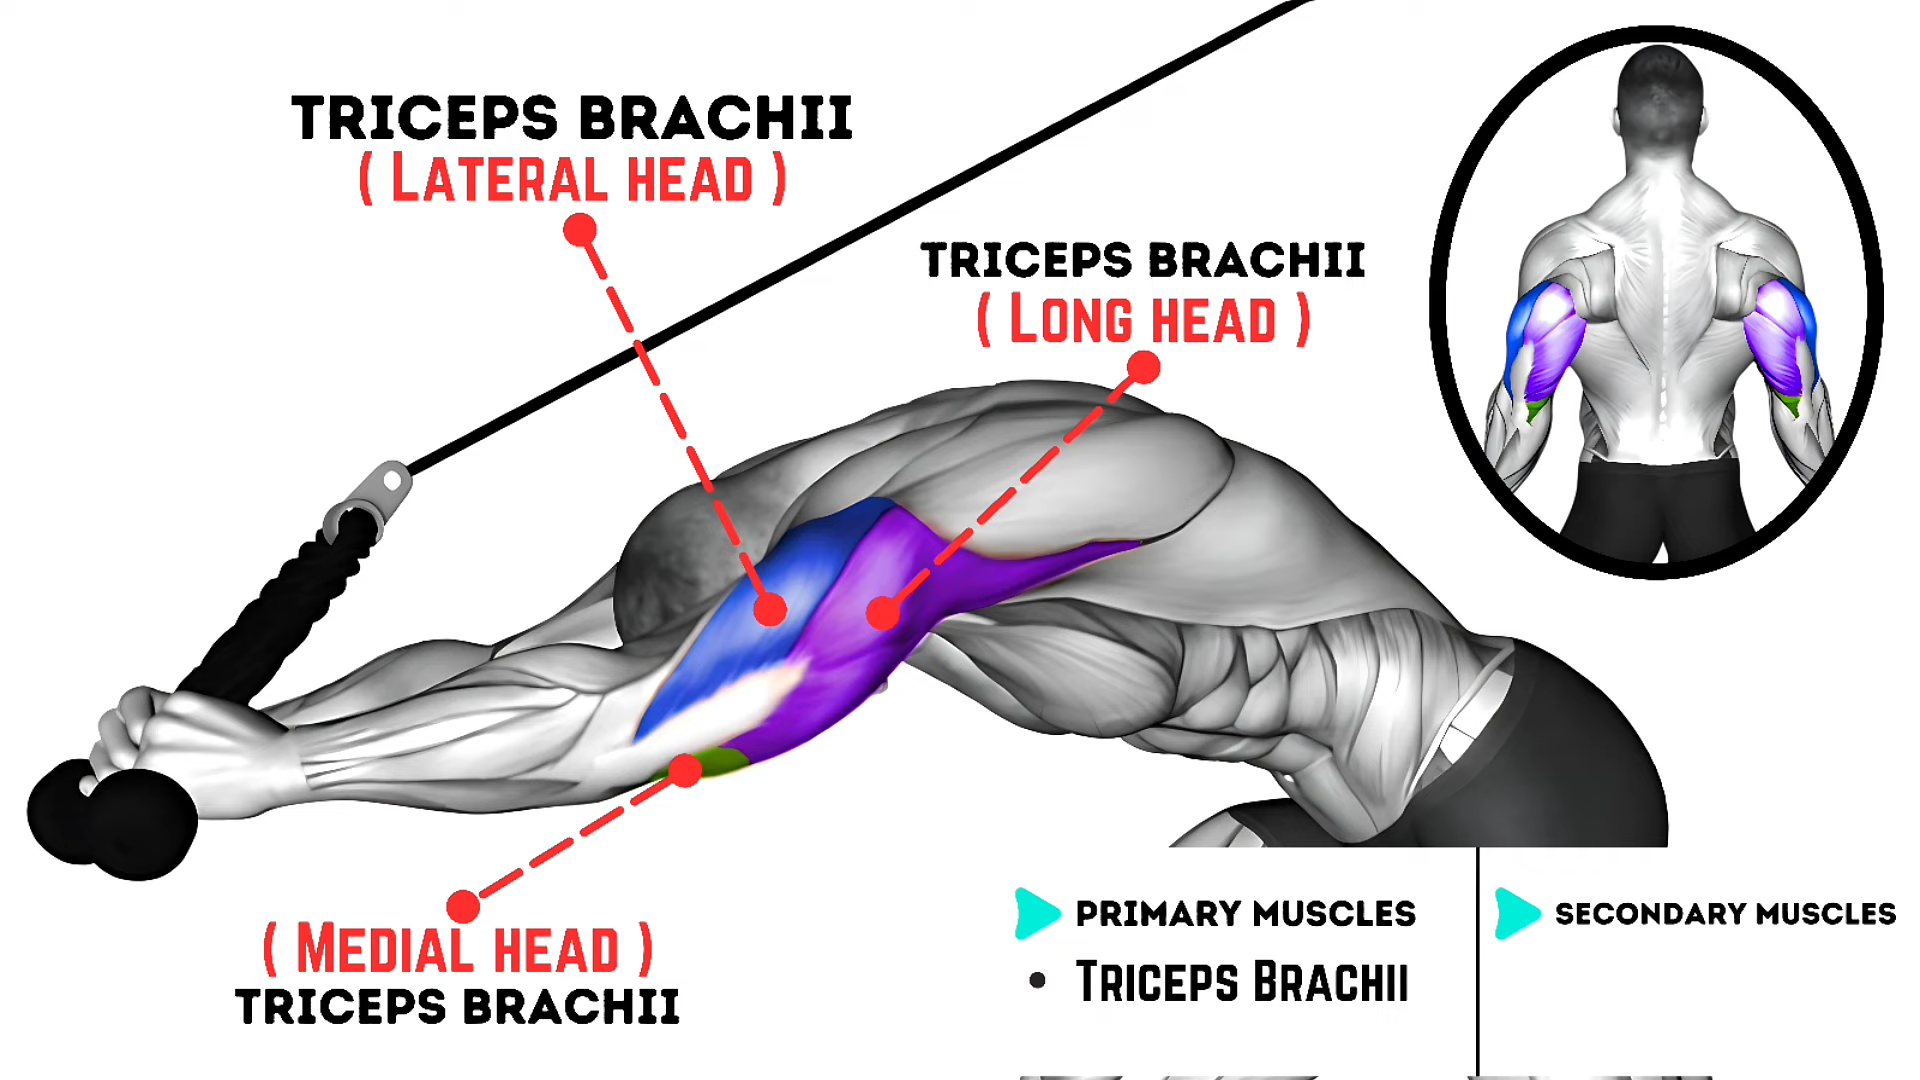 TRICEPS BRACHII
( LATERAL HEAD )
TRICEPS BRACHII
( LONG HEAD )
( MEDIAL HEAD )
TRICEPS BRACHII
PRIMARY MUSCLES
• TRICEPS BRACHII
SECONDARY MUSCLES